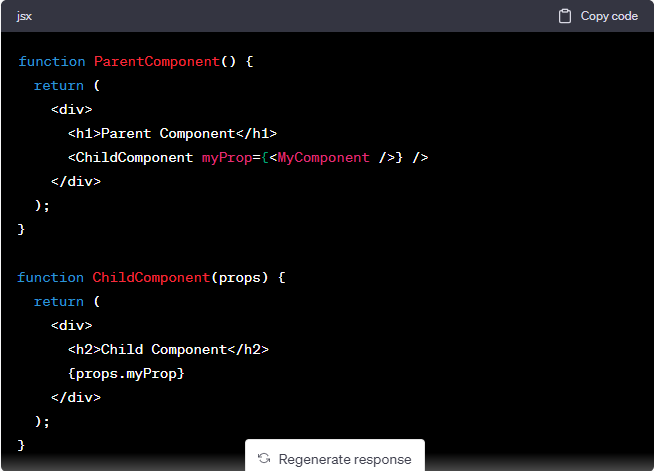 jsx
Copy code
function ParentComponent() {
  return (
    <div>
      <h1>Parent Component</h1>
      <ChildComponent myProp={<MyComponent />} />
    </div>
  );
}
function ChildComponent(props) {
  return (
    <div>
      <h2>Child Component</h2>
      {props.myProp}
    </div>
  );
}
Regenerate response